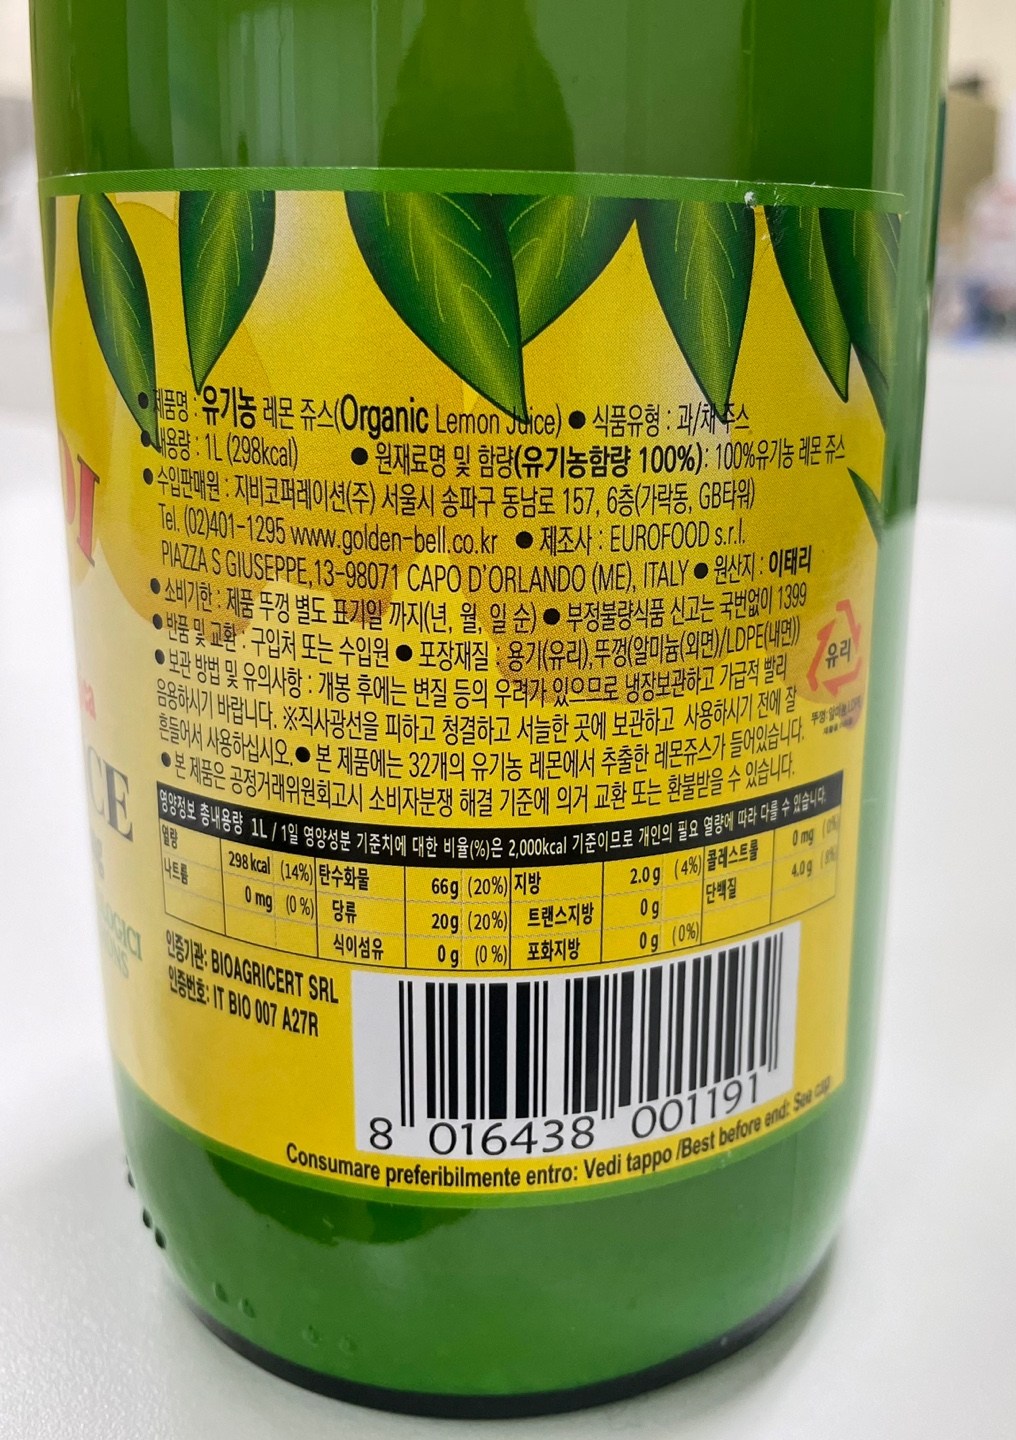 • 제품명 : 유기농 레몬 쥬스(Organic Lemon Juice) • 식품유형 : 과/채 주스
• 내용량 : 1L (298kcal) • 원재료명 및 함량(유기농함량 100%): 100%유기농 레몬 쥬스
• 수입판매원 : 지비코퍼레이션(주) 서울시 송파구 동남로 157, 6층(가락동, GB타워)
Tel. (02)401-1295 www.golden-bell.co.kr • 제조사 : EUROFOOD s.r.l.
PIAZZA S GIUSEPPE,13-98071 CAPO D'ORLANDO (ME), ITALY • 원산지 : 이태리
• 소비기한 : 제품 뚜껑 별도 표기일 까지(년, 월, 일 순) • 부정불량식품 신고는 국번없이 1399
• 반품 및 교환 : 구입처 또는 수입원 • 포장재질 : 용기(유리),뚜껑(알미늄(외면)/LDPE(내면))
• 보관 방법 및 유의사항 : 개봉 후에는 변질 등의 우려가 있으므로 냉장보관하고 가급적 빨리
음용하시기 바랍니다. ※직사광선을 피하고 청결하고 서늘한 곳에 보관하고 사용하시기 전에 잘
흔들어서 사용하십시오. • 본 제품에는 32개의 유기농 레몬에서 추출한 레몬쥬스가 들어있습니다.
• 본 제품은 공정거래위원회고시 소비자분쟁 해결 기준에 의거 교환 또는 환불받을 수 있습니다.
유리
영양정보 총내용량 1L / 1일 영양성분 기준치에 대한 비율(%)은 2,000kcal 기준이므로 개인의 필요 열량에 따라 다를 수 있습니다.
열량 298 kcal (14%) 탄수화물 66g (20%) 지방 2.0g (4%) 콜레스트롤 0 mg (0%)
나트륨 0 mg (0 %) 당류 20g (20%) 트랜스지방 0g 단백질 4.0g (8%)
식이섬유 0g (0 %) 포화지방 0g (0%)
인증기관: BIOAGRICERT SRL
인증번호: IT BIO 007 A27R
8 016438 001191
Consumare preferibilmente entro: Vedi tappo /Best before end: See cap